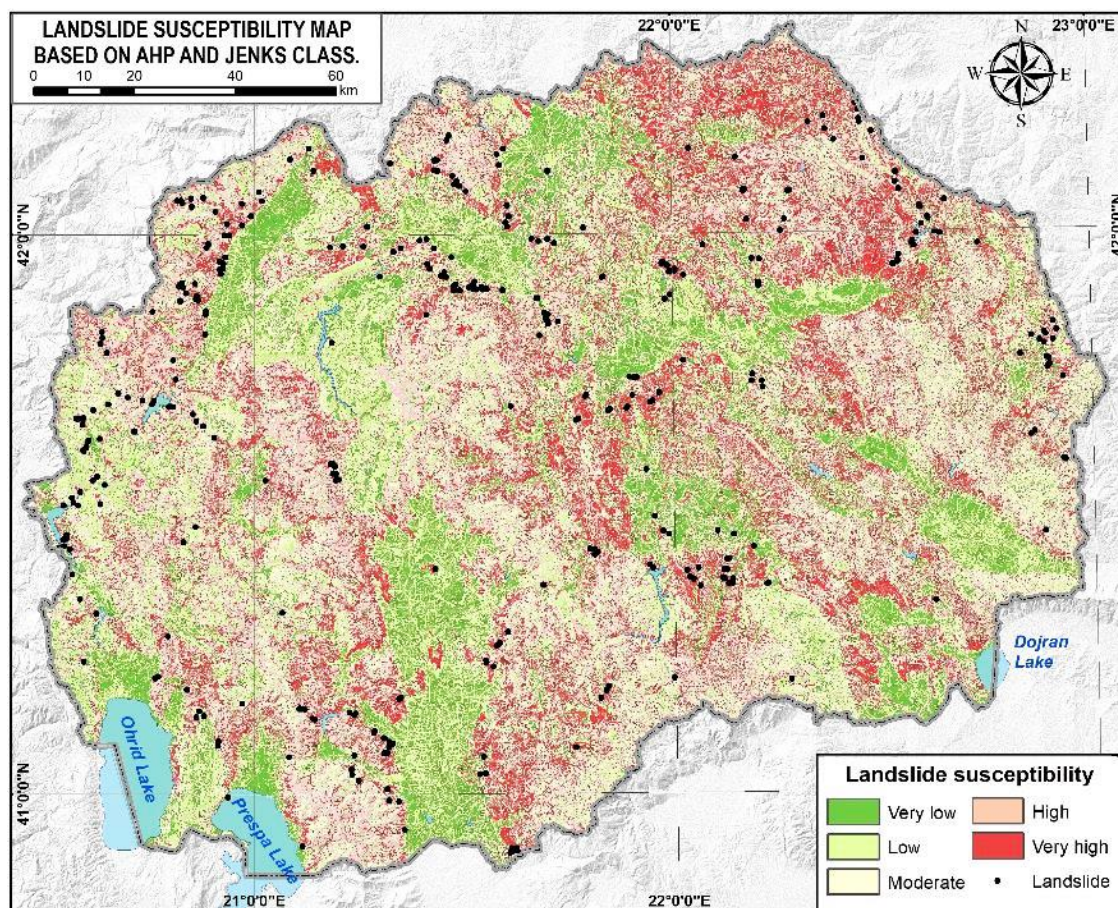 LANDSLIDE SUSCEPTIBILITY MAP
BASED ON AHP AND JENKS CLASS.
0 10 20 40 60
km
22°0'0"E
23°0'0"E
N
W E
S
42°0'0"N
42°0'0"N
Dojran
Lake
Ohrid Lake
Prespa Lake
41°0'0"N
21°0'0"E
22°0'0"E
Landslide susceptibility
Very low
High
Low
Very high
Moderate
Landslide